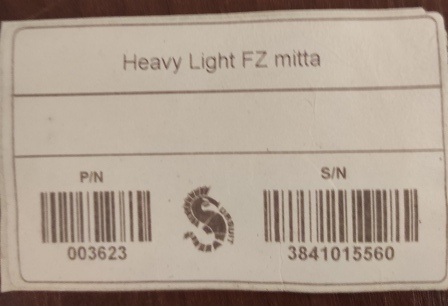 Heavy Light FZ mitta
P/N
S/N
003623
3841015560